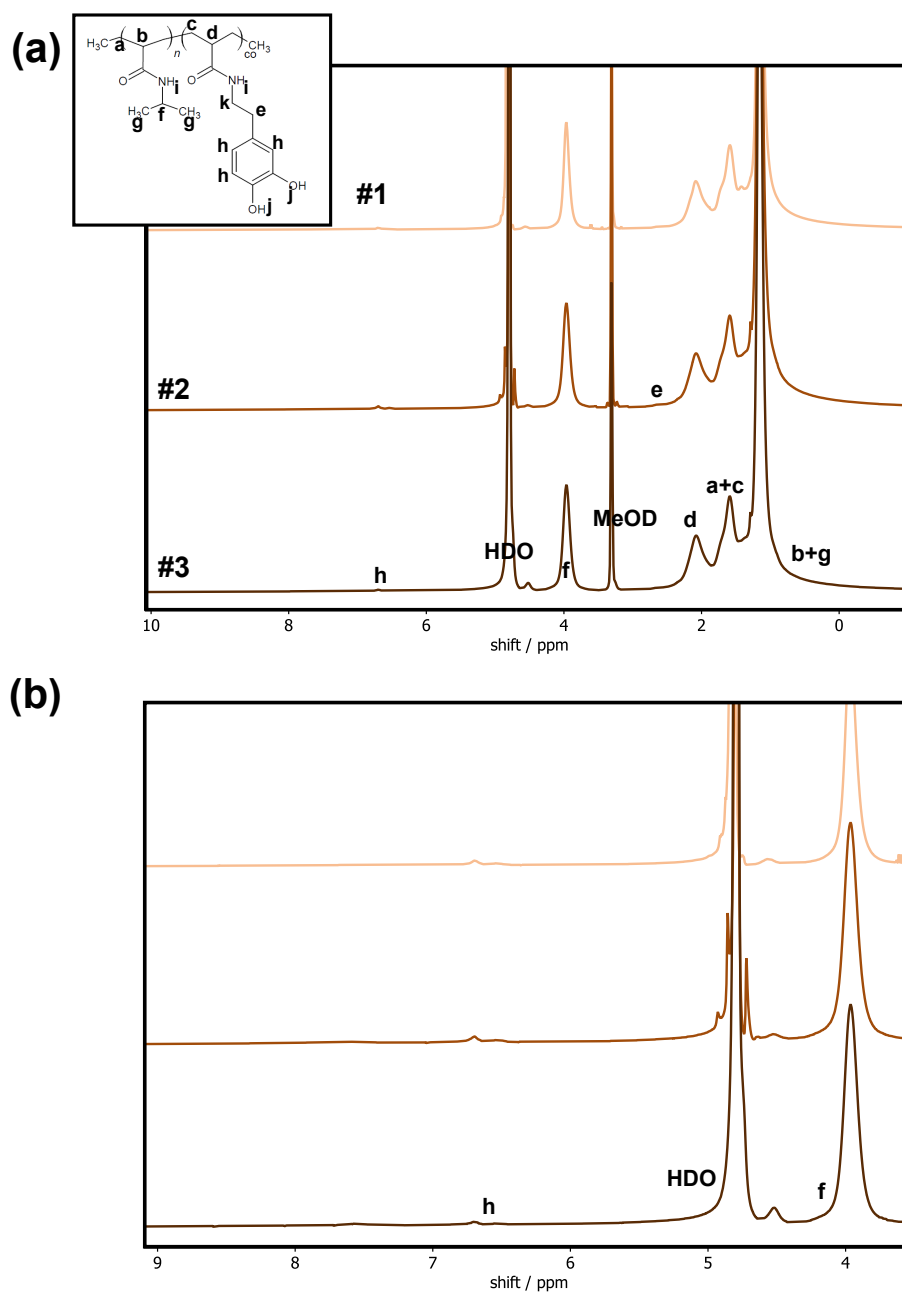 (a)
H₃C
a
b
c
d
CH₃
n
co
O
NH
i
O
NH
i
H₃C
f
CH₃
g
g
k
e
h
h
h
OH
j
OH
j
#1
#2
e
#3
h
HDO
f
MeOD
d
a+c
b+g
10 8 6 4 2 0
shift / ppm
(b)
h
HDO
f
9 8 7 6 5 4
shift / ppm